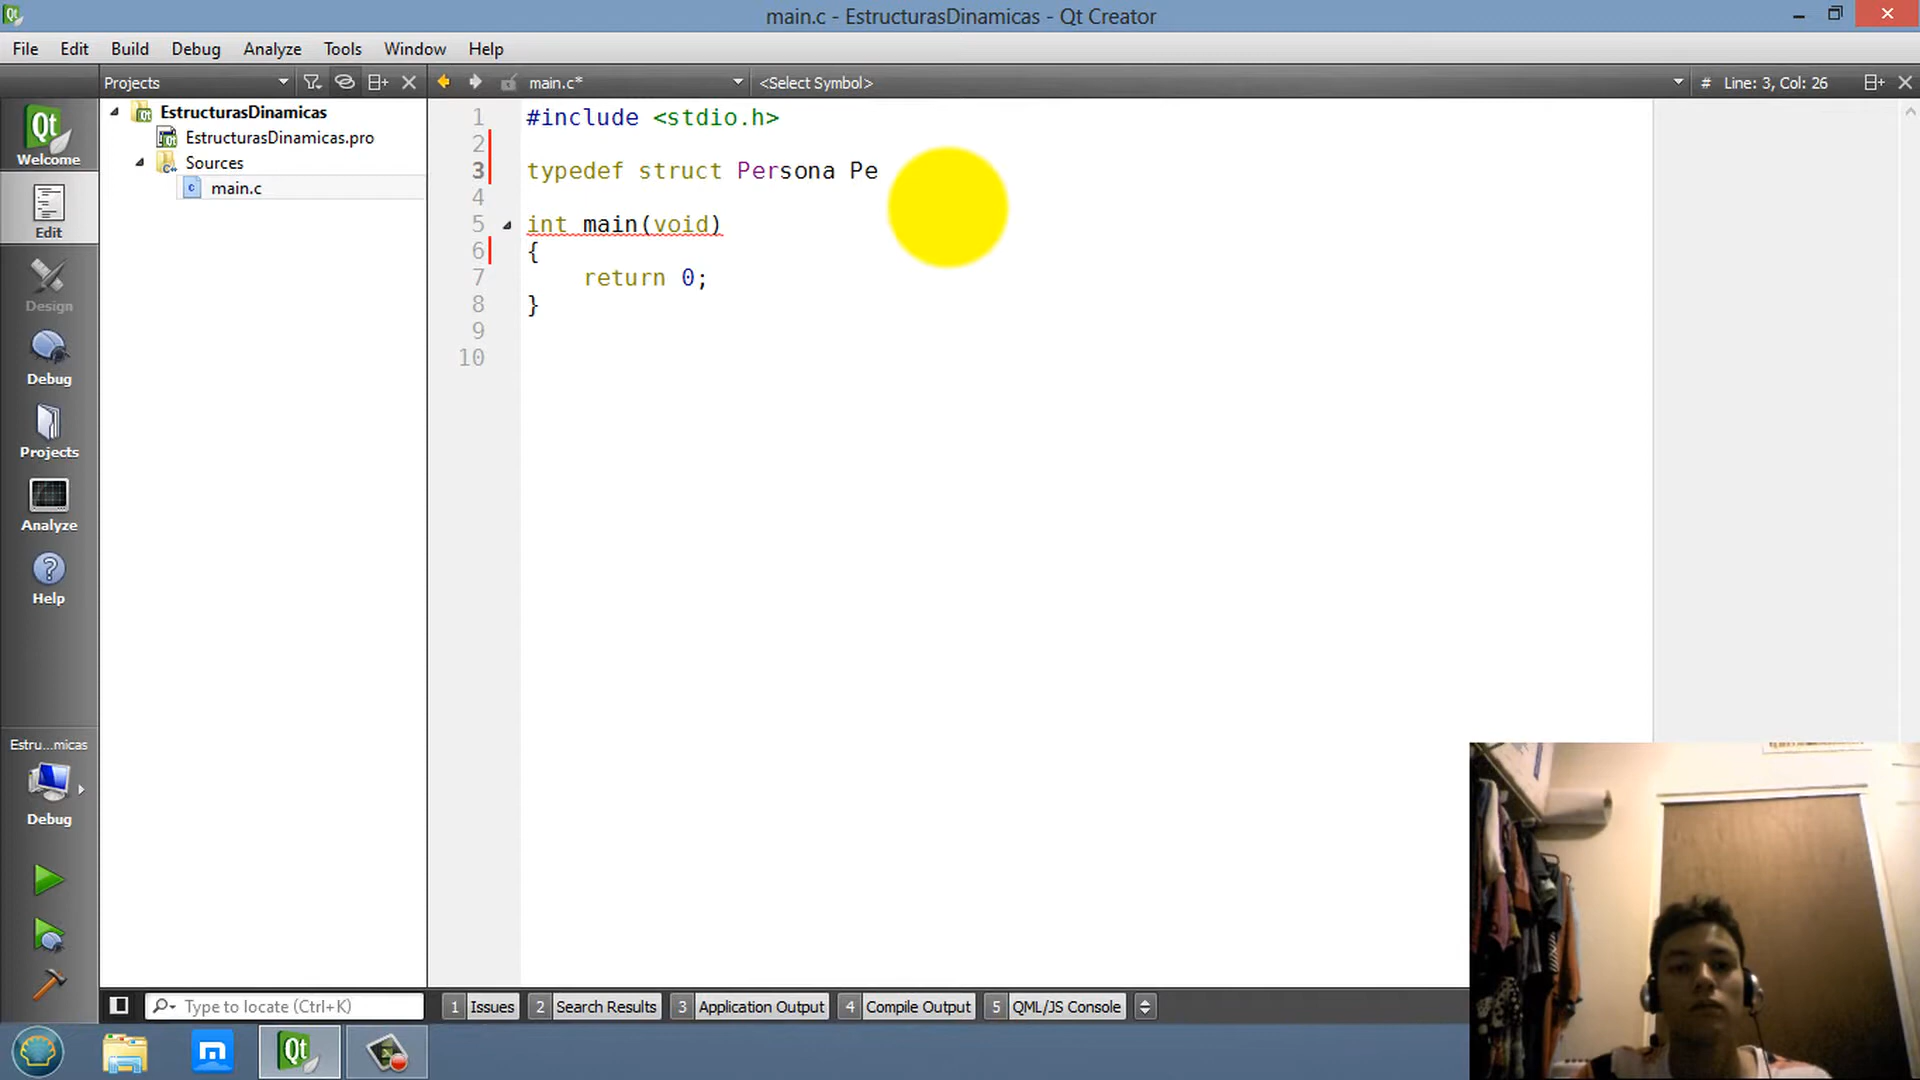 main.c - EstructurasDinamicas - Qt Creator
File Edit Build Debug Analyze Tools Window Help
Projects main.c* <Select Symbol> # Line: 3, Col: 26
EstructurasDinamicas
EstructurasDinamicas.pro
Sources
main.c
Welcome
Edit
Design
Debug
Projects
Analyze
Help
Estru...micas
Debug
1 #include <stdio.h>
2
3 typedef struct Persona Pe
4
5 int main(void)
6 {
7 return 0;
8 }
9
10
Type to locate (Ctrl+K) 1 Issues 2 Search Results 3 Application Output 4 Compile Output 5 QML/JS Console